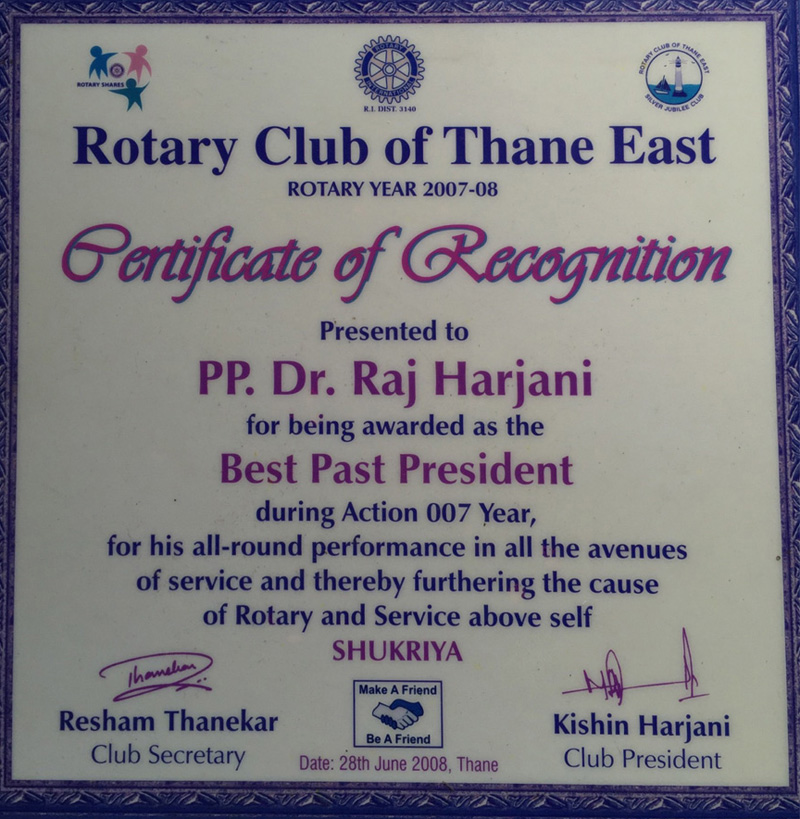 ROTARY SHARES
ROTARY
INTERNATIONAL
R.I. DIST. 3140
ROTARY CLUB OF THANE EAST
SILVER JUBILEE CLUB
Rotary Club of Thane East
ROTARY YEAR 2007-08
Certificate of Recognition
Presented to
PP. Dr. Raj Harjani
for being awarded as the
Best Past President
during Action 007 Year,
for his all-round performance in all the avenues
of service and thereby furthering the cause
of Rotary and Service above self
SHUKRIYA
Thanekar
Resham Thanekar
Club Secretary
Make A Friend
Be A Friend
Date: 28th June 2008, Thane
Kishin Harjani
Club President